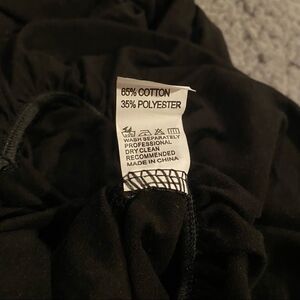 65% COTTON
35% POLYESTER
WASH SEPARATELY
PROFESSIONAL
DRY CLEAN
RECOMMENDED
MADE IN CHINA